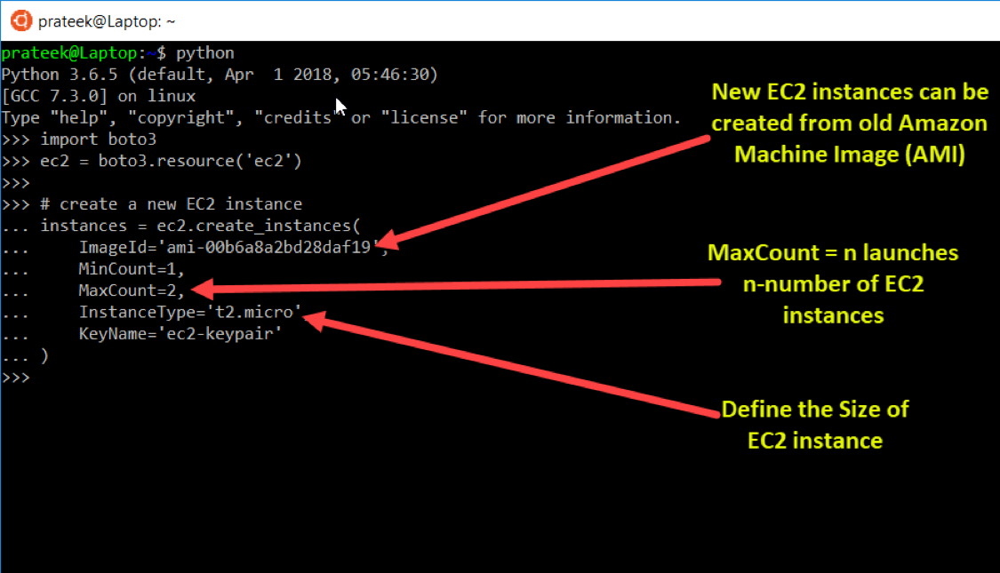 prateek@Laptop: ~
prateek@Laptop:~$ python
Python 3.6.5 (default, Apr  1 2018, 05:46:30)
[GCC 7.3.0] on linux
Type "help", "copyright", "credits" or "license" for more information.
>>> import boto3
>>> ec2 = boto3.resource('ec2')
>>>
>>> # create a new EC2 instance
... instances = ec2.create_instances(
...     ImageId='ami-00b6a8a2bd28daf19',
...     MinCount=1,
...     MaxCount=2,
...     InstanceType='t2.micro',
...     KeyName='ec2-keypair'
... )
>>>
New EC2 instances can be
created from old Amazon
Machine Image (AMI)
MaxCount = n launches
n-number of EC2
instances
Define the Size of
EC2 instance